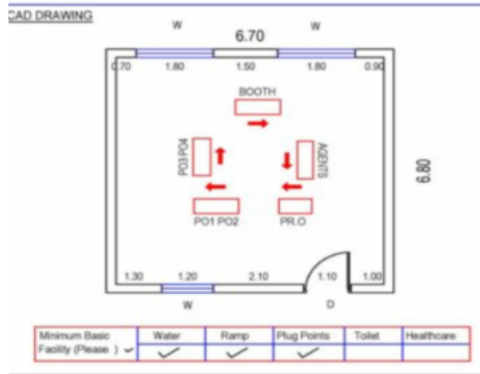 CAD DRAWING
W W
6.70
0.70 1.80 1.50 1.80 0.90
BOOTH
PO3 PO4
AGENTS
6.80
PO1 PO2 PR.O
1.30 1.20 2.10 1.10 1.00
W D
Minimum Basic Facility (Please ) ✓ Water Ramp Plug Points Toilet Healthcare
✓ ✓ ✓